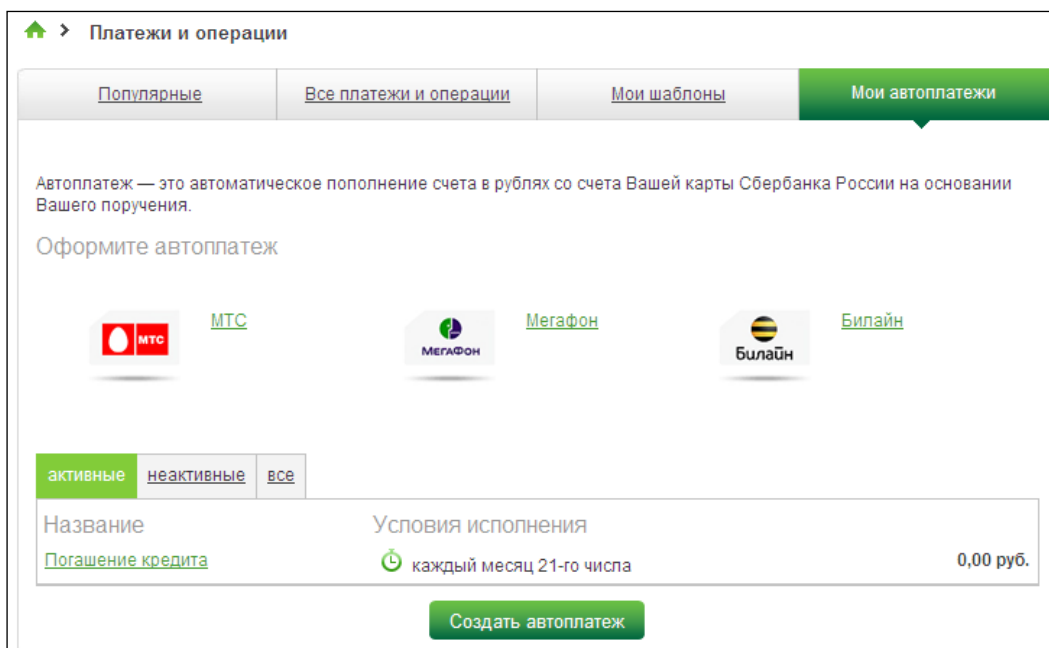 Платежи и операции
Популярные Все платежи и операции Мои шаблоны Мои автоплатежи
Автоплатеж — это автоматическое пополнение счета в рублях со счета Вашей карты Сбербанка России на основании
Вашего поручения.
Оформите автоплатеж
МТС МТС МЕГАФОН Мегафон Билайн Билайн
активные неактивные все
Название Условия исполнения
Погашение кредита каждый месяц 21-го числа 0,00 руб.
Создать автоплатеж